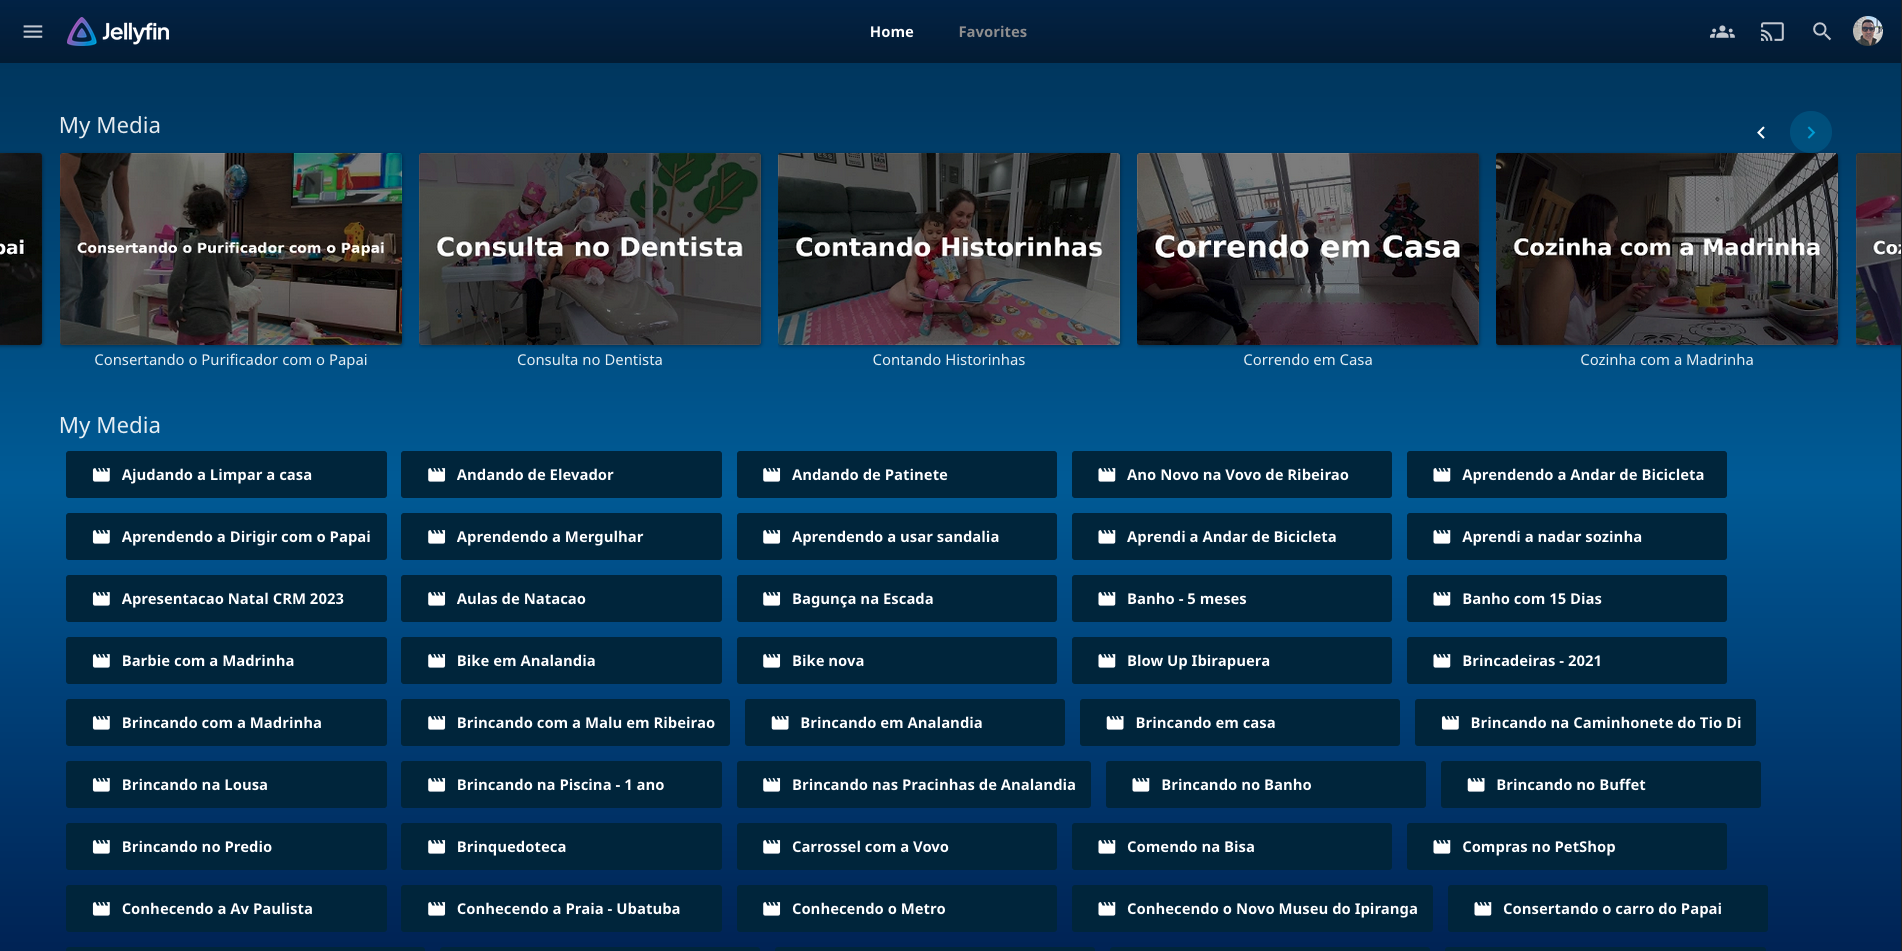 Jellyfin
Home
Favorites
My Media
pai
Consertando o Purificador com o Papai
Consulta no Dentista
Contando Historinhas
Correndo em Casa
Cozinha com a Madrinha
Coz
Consertando o Purificador com o Papai
Consulta no Dentista
Contando Historinhas
Correndo em Casa
Cozinha com a Madrinha
My Media
Ajudando a Limpar a casa
Andando de Elevador
Andando de Patinete
Ano Novo na Vovo de Ribeirao
Aprendendo a Andar de Bicicleta
Aprendendo a Dirigir com o Papai
Aprendendo a Mergulhar
Aprendendo a usar sandalia
Aprendi a Andar de Bicicleta
Aprendi a nadar sozinha
Apresentacao Natal CRM 2023
Aulas de Natacao
Bagunça na Escada
Banho - 5 meses
Banho com 15 Dias
Barbie com a Madrinha
Bike em Analandia
Bike nova
Blow Up Ibirapuera
Brincadeiras - 2021
Brincando com a Madrinha
Brincando com a Malu em Ribeirao
Brincando em Analandia
Brincando em casa
Brincando na Caminhonete do Tio Di
Brincando na Lousa
Brincando na Piscina - 1 ano
Brincando nas Pracinhas de Analandia
Brincando no Banho
Brincando no Buffet
Brincando no Predio
Brinquedoteca
Carrossel com a Vovo
Comendo na Bisa
Compras no PetShop
Conhecendo a Av Paulista
Conhecendo a Praia - Ubatuba
Conhecendo o Metro
Conhecendo o Novo Museu do Ipiranga
Consertando o carro do Papai